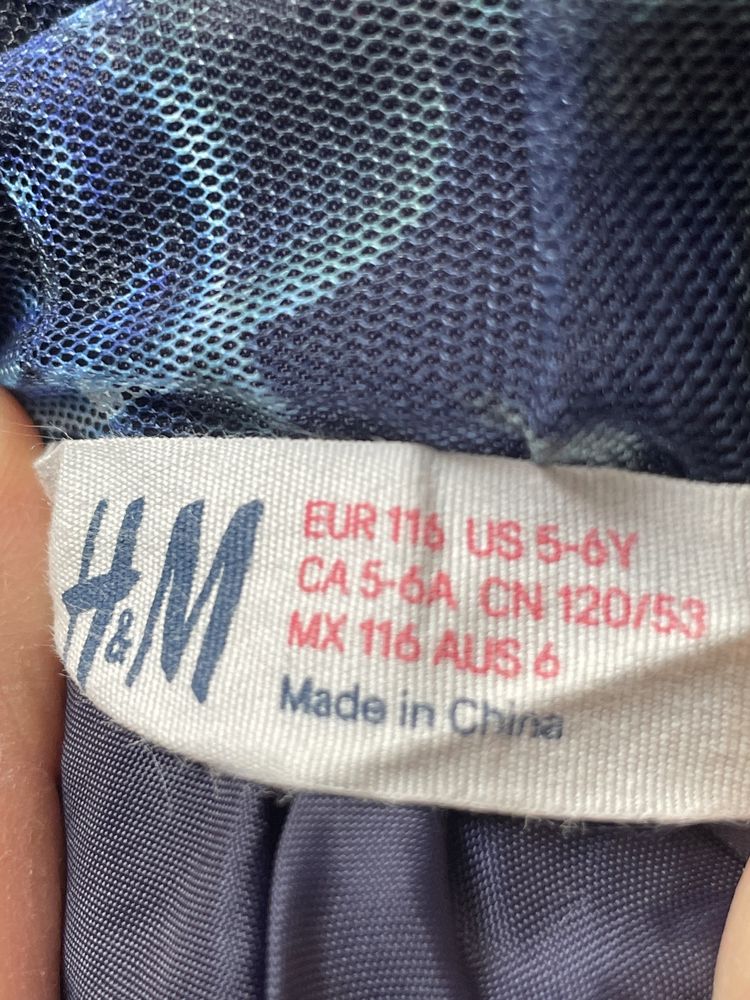 H&M
EUR 116 US 5-6Y
CA 5-6A CN 120/53
MX 116 AUS 6
Made in China